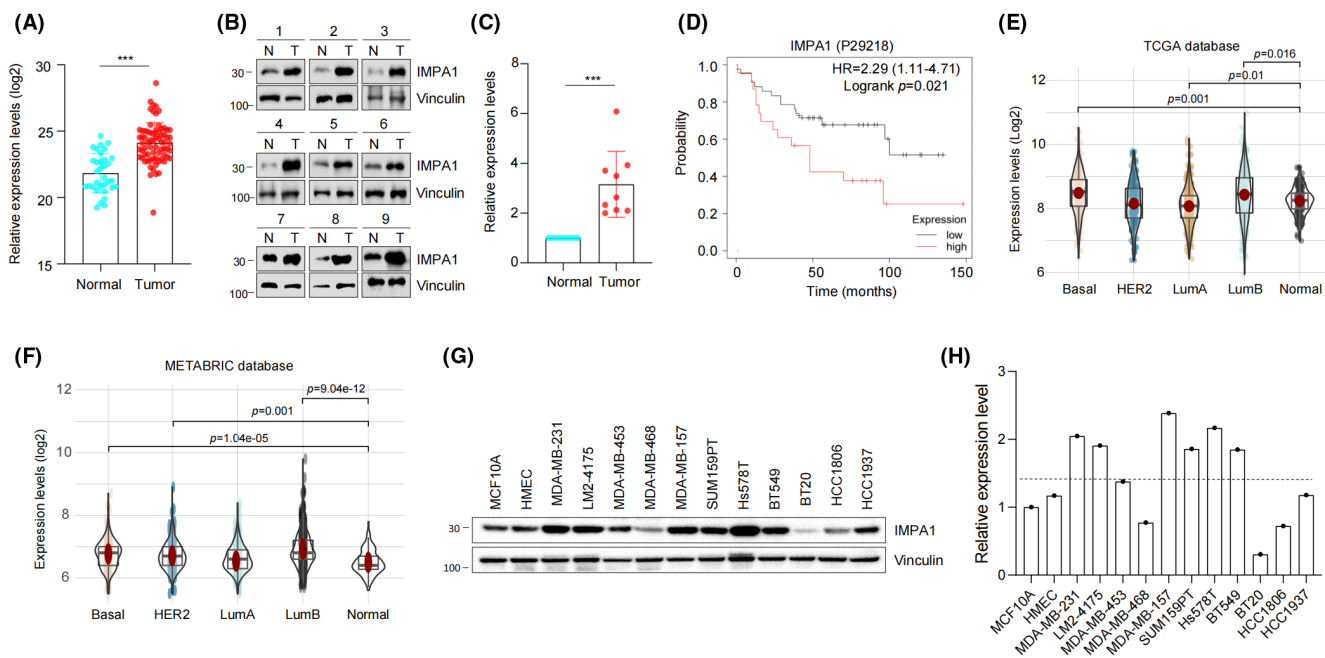 (A)
Relative expression levels (log2)
30
25
20
15
***
Normal
Tumor
(B)
1
2
3
N T
N T
N T
30
IMPA1
100
Vinculin
4
5
6
N T
N T
N T
30
IMPA1
100
Vinculin
7
8
9
N T
N T
N T
30
IMPA1
100
Vinculin
(C)
Relative expression levels
8
6
4
2
0
***
Normal
Tumor
(D)
IMPA1 (P29218)
HR=2.29 (1.11-4.71)
Logrank p=0.021
Probability
1.0
0.8
0.6
0.4
0.2
0.0
Expression
low
high
0
50
100
150
Time (months)
(E)
TCGA database
p=0.016
p=0.01
p=0.001
Expression levels (Log2)
12
10
8
6
Basal
HER2
LumA
LumB
Normal
(F)
METABRIC database
p=9.04e-12
p=0.001
p=1.04e-05
Expression levels (log2)
12
10
8
6
Basal
HER2
LumA
LumB
Normal
(G)
MCF10A
HMEC
MDA-MB-231
LM2-4175
MDA-MB-453
MDA-MB-468
MDA-MB-157
SUM159PT
Hs578T
BT549
BT20
HCC1806
HCC1937
30
IMPA1
Vinculin
100
(H)
Relative expression level
3
2
1
0
MCF10A
HMEC
MDA-MB-231
LM2-4175
MDA-MB-453
MDA-MB-468
MDA-MB-157
SUM159PT
Hs578T
BT549
BT20
HCC1806
HCC1937